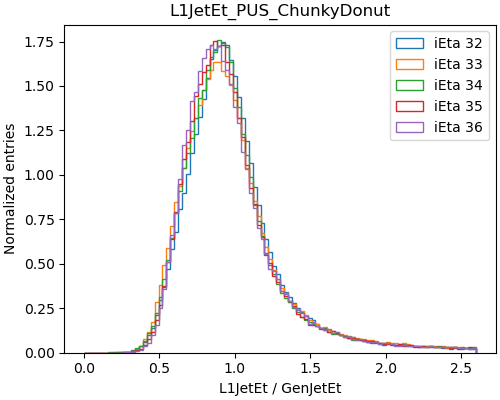 L1JetEt_PUS_ChunkyDonut
iEta 32
iEta 33
iEta 34
iEta 35
iEta 36
Normalized entries
1.75
1.50
1.25
1.00
0.75
0.50
0.25
0.00
0.0 0.5 1.0 1.5 2.0 2.5
L1JetEt / GenJetEt